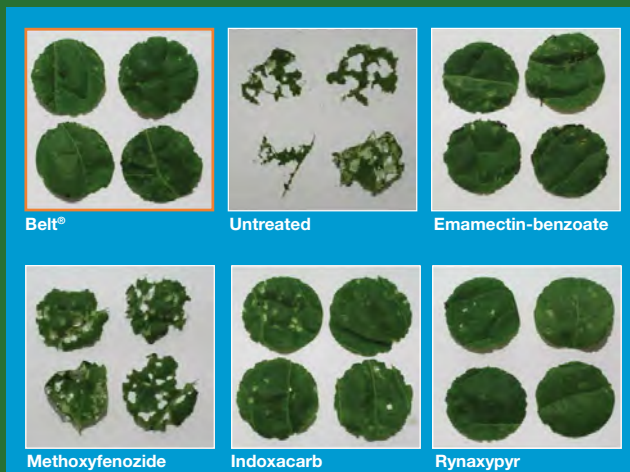 Belt®
Untreated
Emamectin-benzoate
Methoxyfenozide
Indoxacarb
Rynaxypyr